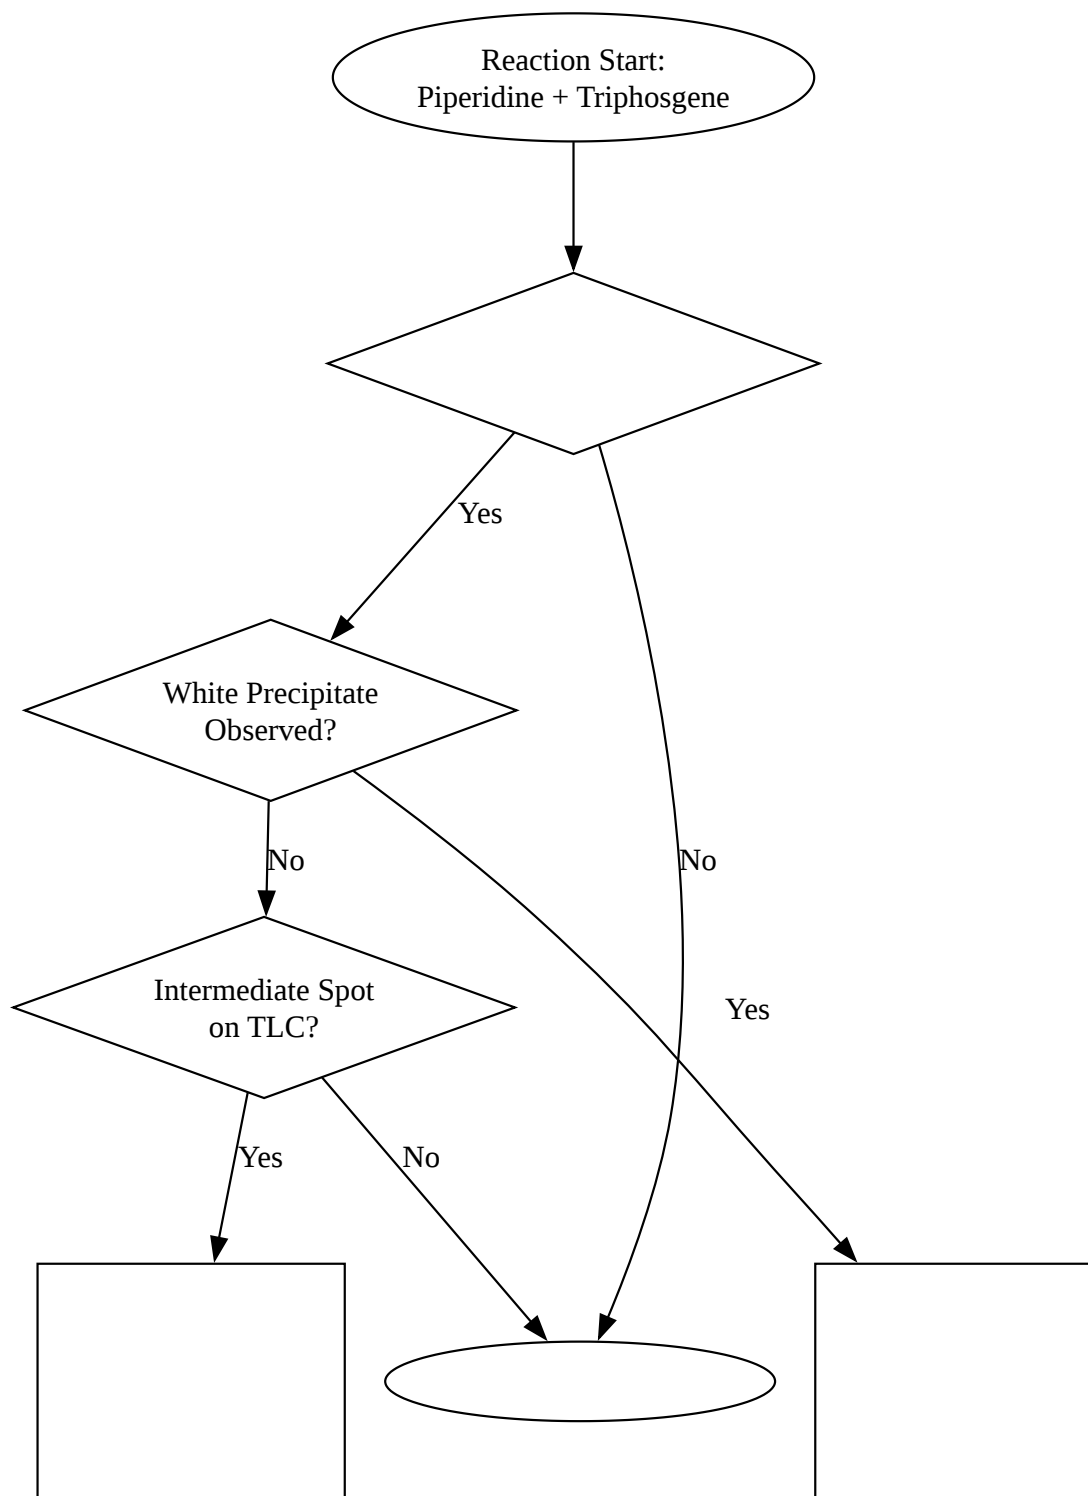 Reaction Start:
Piperidine + Triphosgene
Yes
White Precipitate
Observed?
No
No
Intermediate Spot
on TLC?
Yes
Yes
No